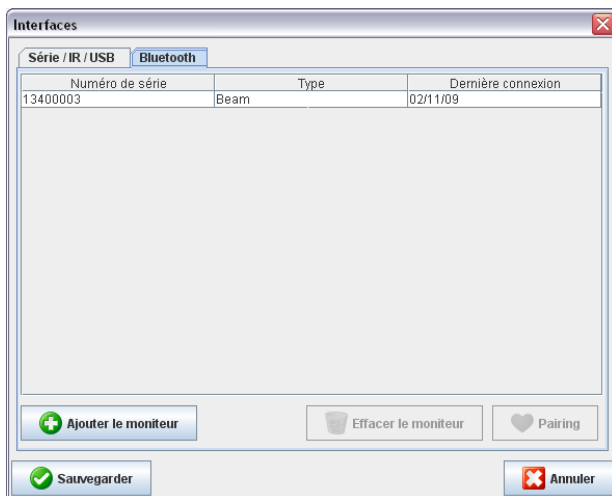 Interfaces
Série / IR / USB Bluetooth
Numéro de série Type Dernière connexion
13400003 Beam 02/11/09
Ajouter le moniteur Effacer le moniteur Pairing
Sauvegarder Annuler